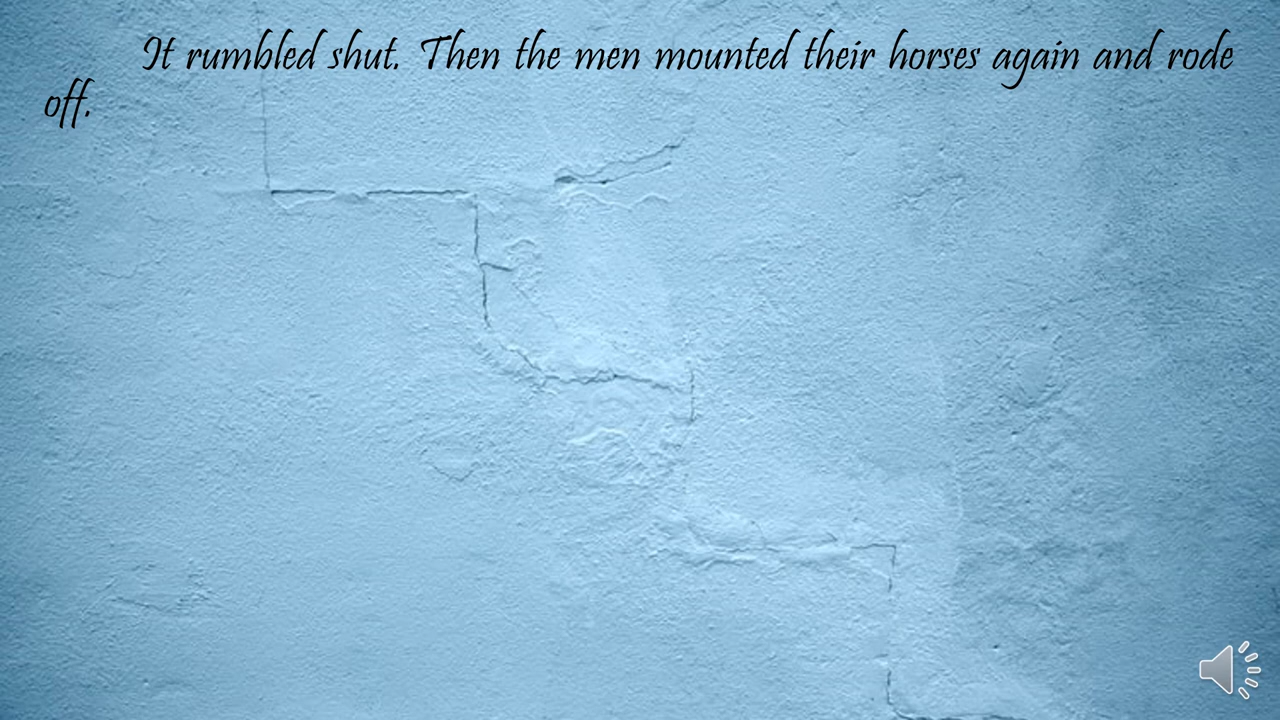 It rumbled shut. Then the men mounted their horses again and rode
off.